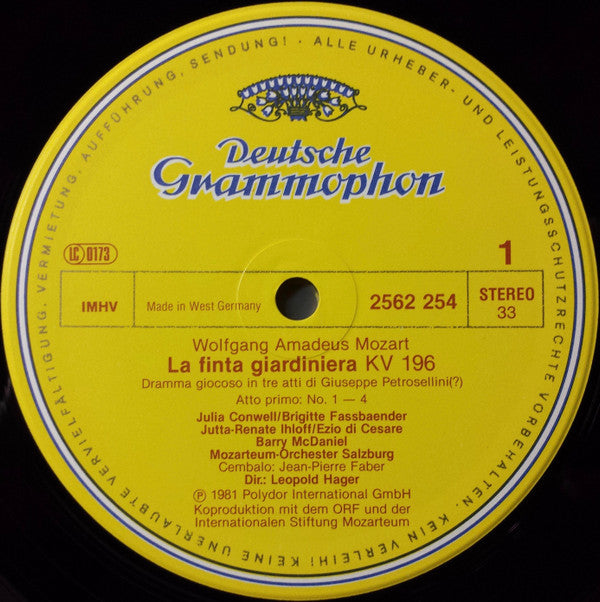 ALLE URHEBER- UND LEISTUNGSSCHUTZRECHTE VORBEHALTEN. KEIN VERLEIH! KEINE UNERLAUBTE VERVIELFÄLTIGUNG, VERMIETUNG, AUFFÜHRUNG, SENDUNG! ·
Deutsche
Grammophon
LC 0173
1
IMHV
Made in West Germany
2562 254
STEREO
33
Wolfgang Amadeus Mozart
La finta giardiniera KV 196
Dramma giocoso in tre atti di Giuseppe Petrosellini(?)
Atto primo: No. 1 — 4
Julia Conwell/Brigitte Fassbaender
Jutta-Renate Ihloff/Ezio di Cesare
Barry McDaniel
Mozarteum-Orchester Salzburg
Cembalo: Jean-Pierre Faber
Dir.: Leopold Hager
Ⓟ 1981 Polydor International GmbH
Koproduktion mit dem ORF und der
Internationalen Stiftung Mozarteum